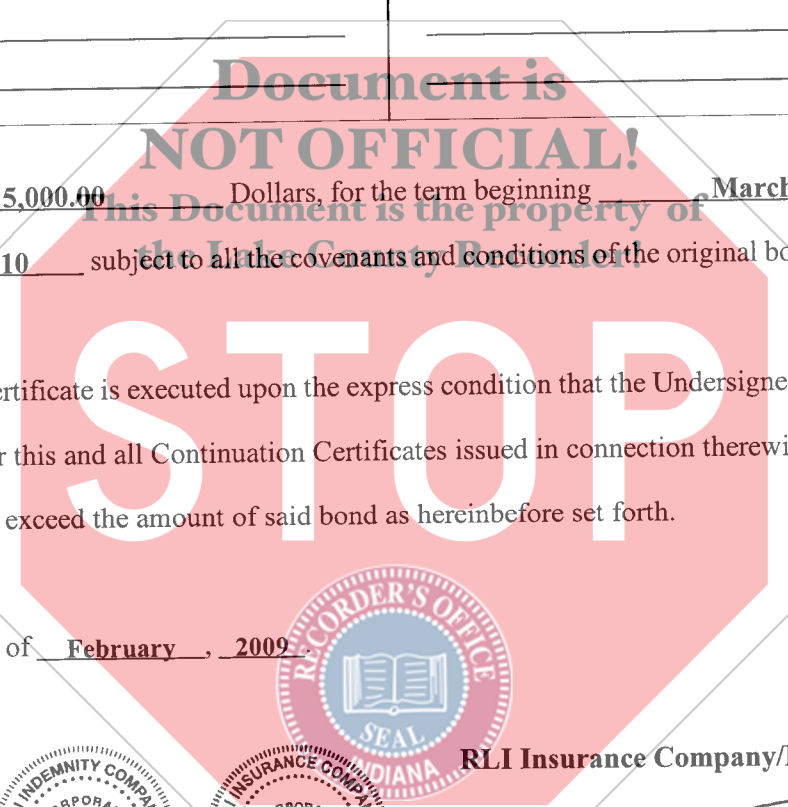 Document is
NOT OFFICIAL!
5,000.00 Dollars, for the term beginning March
This Document is the property of
10 subject to all the covenants and conditions of the original bo
the Lake County Recorder!
STOP
ertificate is executed upon the express condition that the Undersigne
r this and all Continuation Certificates issued in connection therewi
exceed the amount of said bond as hereinbefore set forth.
of February, 2009.
RECORDER'S OFFICE
SEAL
INDIANA
RLI Insurance Company/
INDEMNITY COMPA
INSURANCE COMPAN